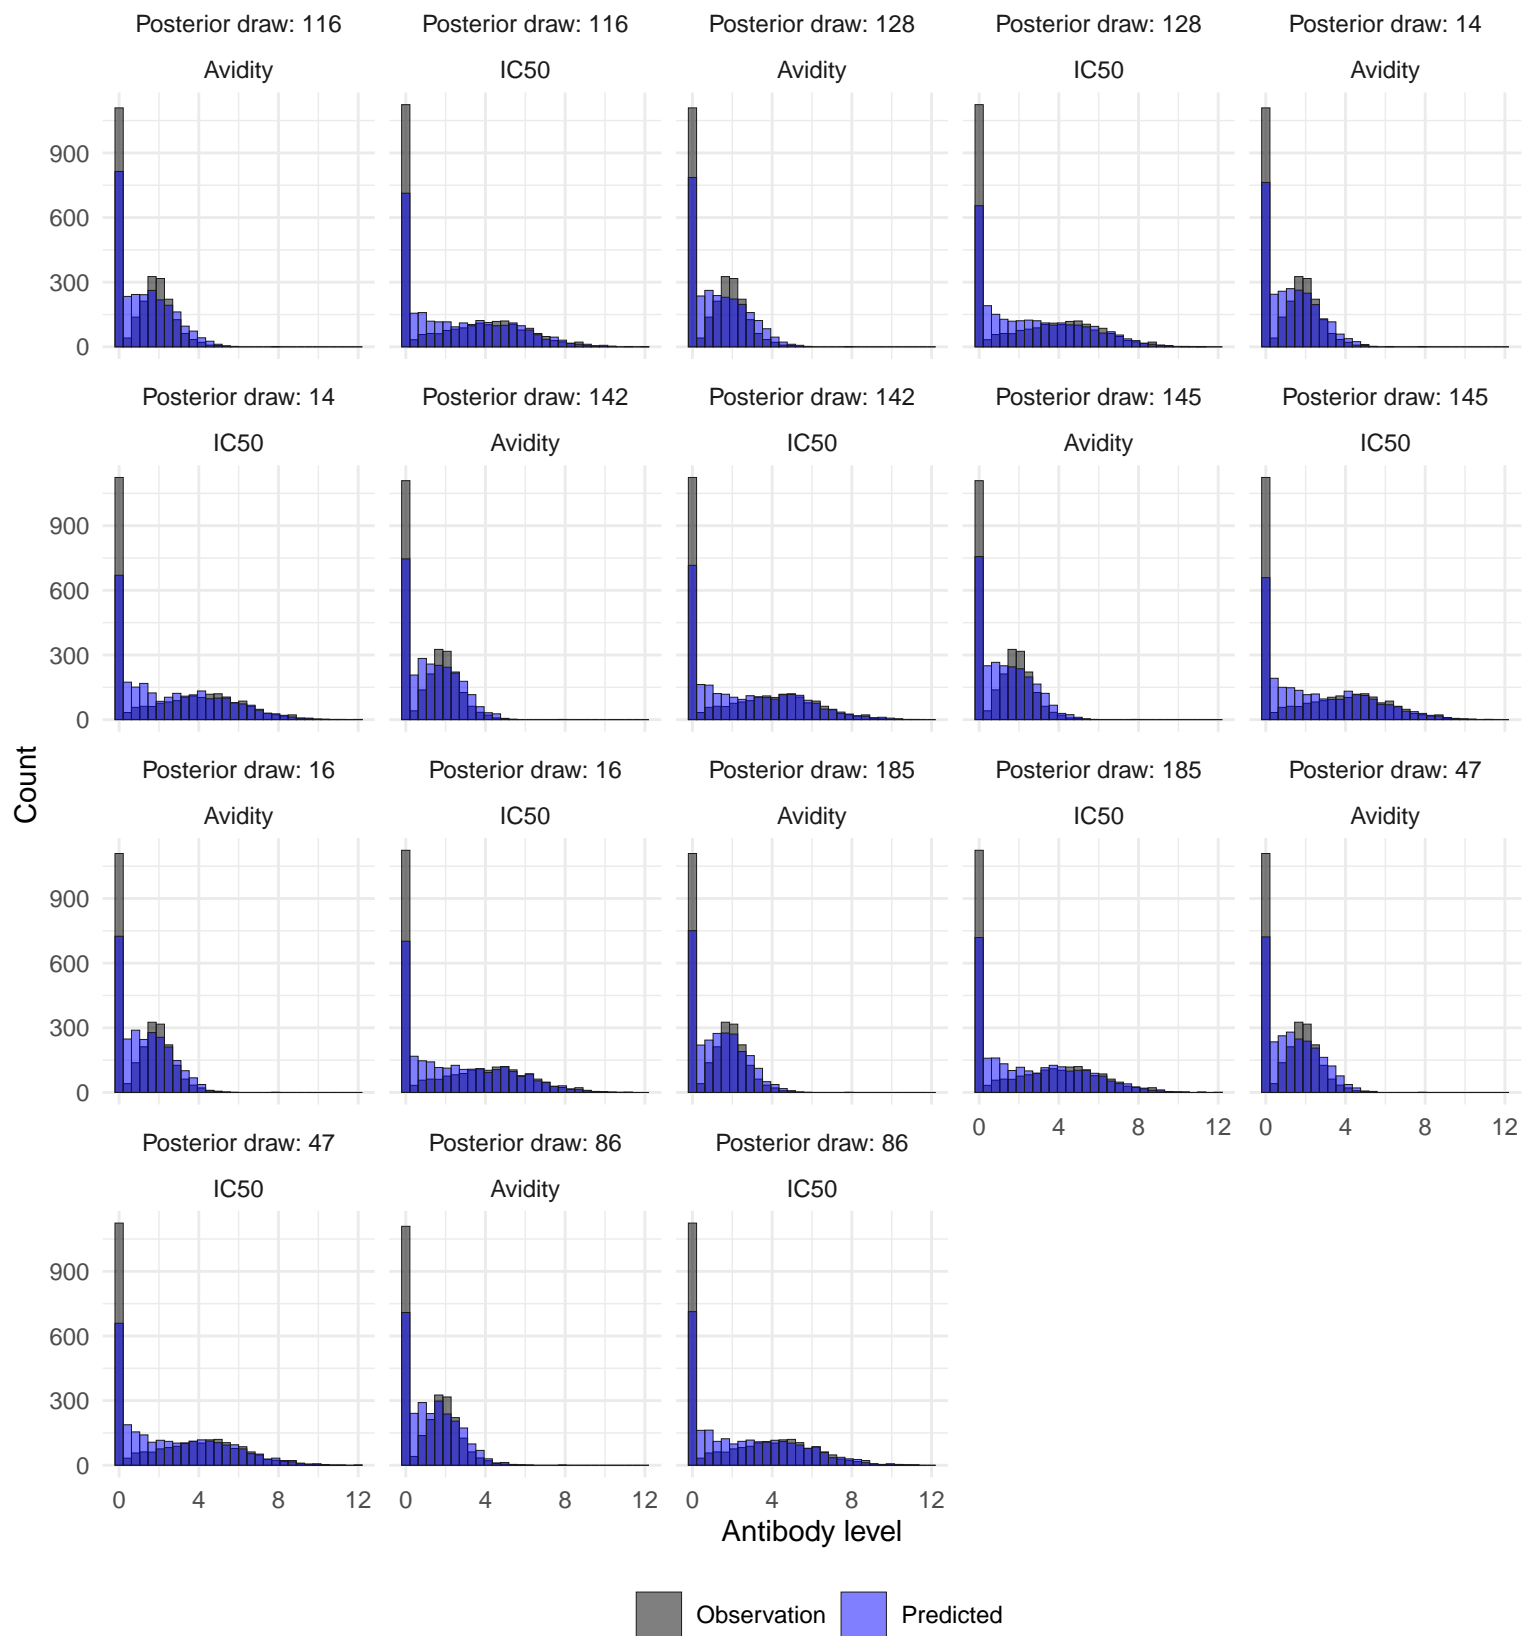 Posterior draw: 116 Posterior draw: 116 Posterior draw: 128 Posterior draw: 128 Posterior draw: 14
Avidity IC50 Avidity IC50 Avidity
900
600
300
0
Posterior draw: 14 Posterior draw: 142 Posterior draw: 142 Posterior draw: 145 Posterior draw: 145
IC50 Avidity IC50 Avidity IC50
900
600
300
0
Count
Posterior draw: 16 Posterior draw: 16 Posterior draw: 185 Posterior draw: 185 Posterior draw: 47
Avidity IC50 Avidity IC50 Avidity
900
600
300
0
0 4 8 12 0 4 8 12
Posterior draw: 47 Posterior draw: 86 Posterior draw: 86
IC50 Avidity IC50
900
600
300
0
0 4 8 12 0 4 8 12 0 4 8 12
Antibody level
Observation Predicted